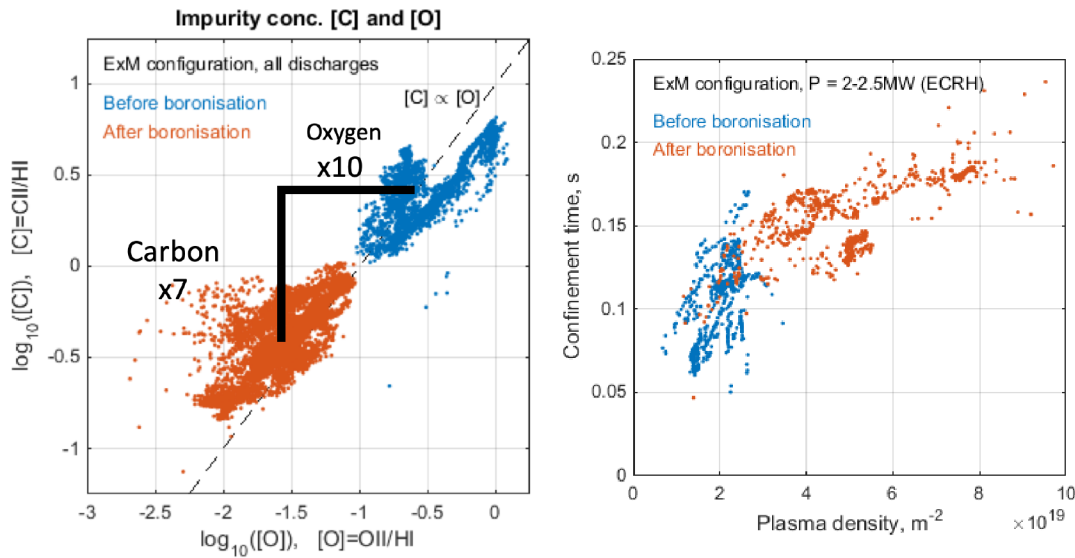 Impurity conc. [C] and [O]
ExM configuration, all discharges
Before boronisation
After boronisation
[C] ∝ [O]
Oxygen
x10
Carbon
x7
1
0.5
0
-0.5
-1
log10([C]), [C]=CII/HI
-3 -2.5 -2 -1.5 -1 -0.5 0
log10([O]), [O]=OII/HI
ExM configuration, P = 2-2.5MW (ECRH)
Before boronisation
After boronisation
0.25
0.2
0.15
0.1
0.05
0
Confinement time, s
0 2 4 6 8 10
Plasma density, m-2
×10 19